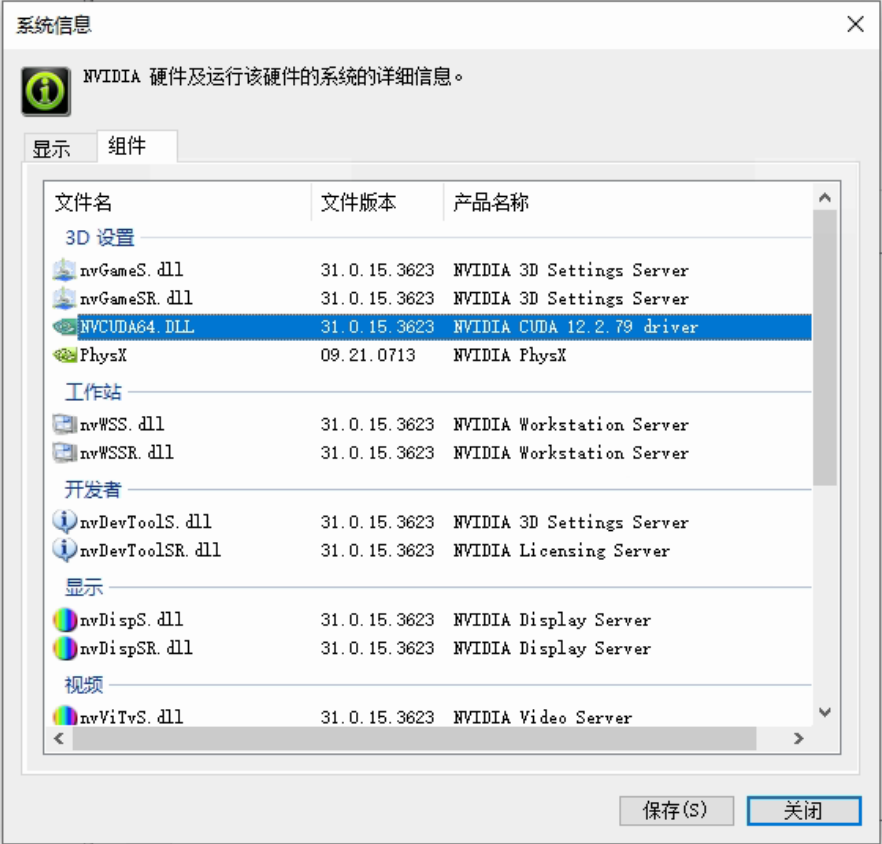 系统信息
NVIDIA 硬件及运行该硬件的系统的详细信息。
显示 组件
文件名 文件版本 产品名称
3D 设置
nvGameS.dll 31.0.15.3623 NVIDIA 3D Settings Server
nvGameSR.dll 31.0.15.3623 NVIDIA 3D Settings Server
NVCUDA64.DLL 31.0.15.3623 NVIDIA CUDA 12.2.79 driver
PhysX 09.21.0713 NVIDIA PhysX
工作站
nvWSS.dll 31.0.15.3623 NVIDIA Workstation Server
nvWSSR.dll 31.0.15.3623 NVIDIA Workstation Server
开发者
nvDevToolS.dll 31.0.15.3623 NVIDIA 3D Settings Server
nvDevToolSR.dll 31.0.15.3623 NVIDIA Licensing Server
显示
nvDispS.dll 31.0.15.3623 NVIDIA Display Server
nvDispSR.dll 31.0.15.3623 NVIDIA Display Server
视频
nvViTvS.dll 31.0.15.3623 NVIDIA Video Server
保存(S) 关闭